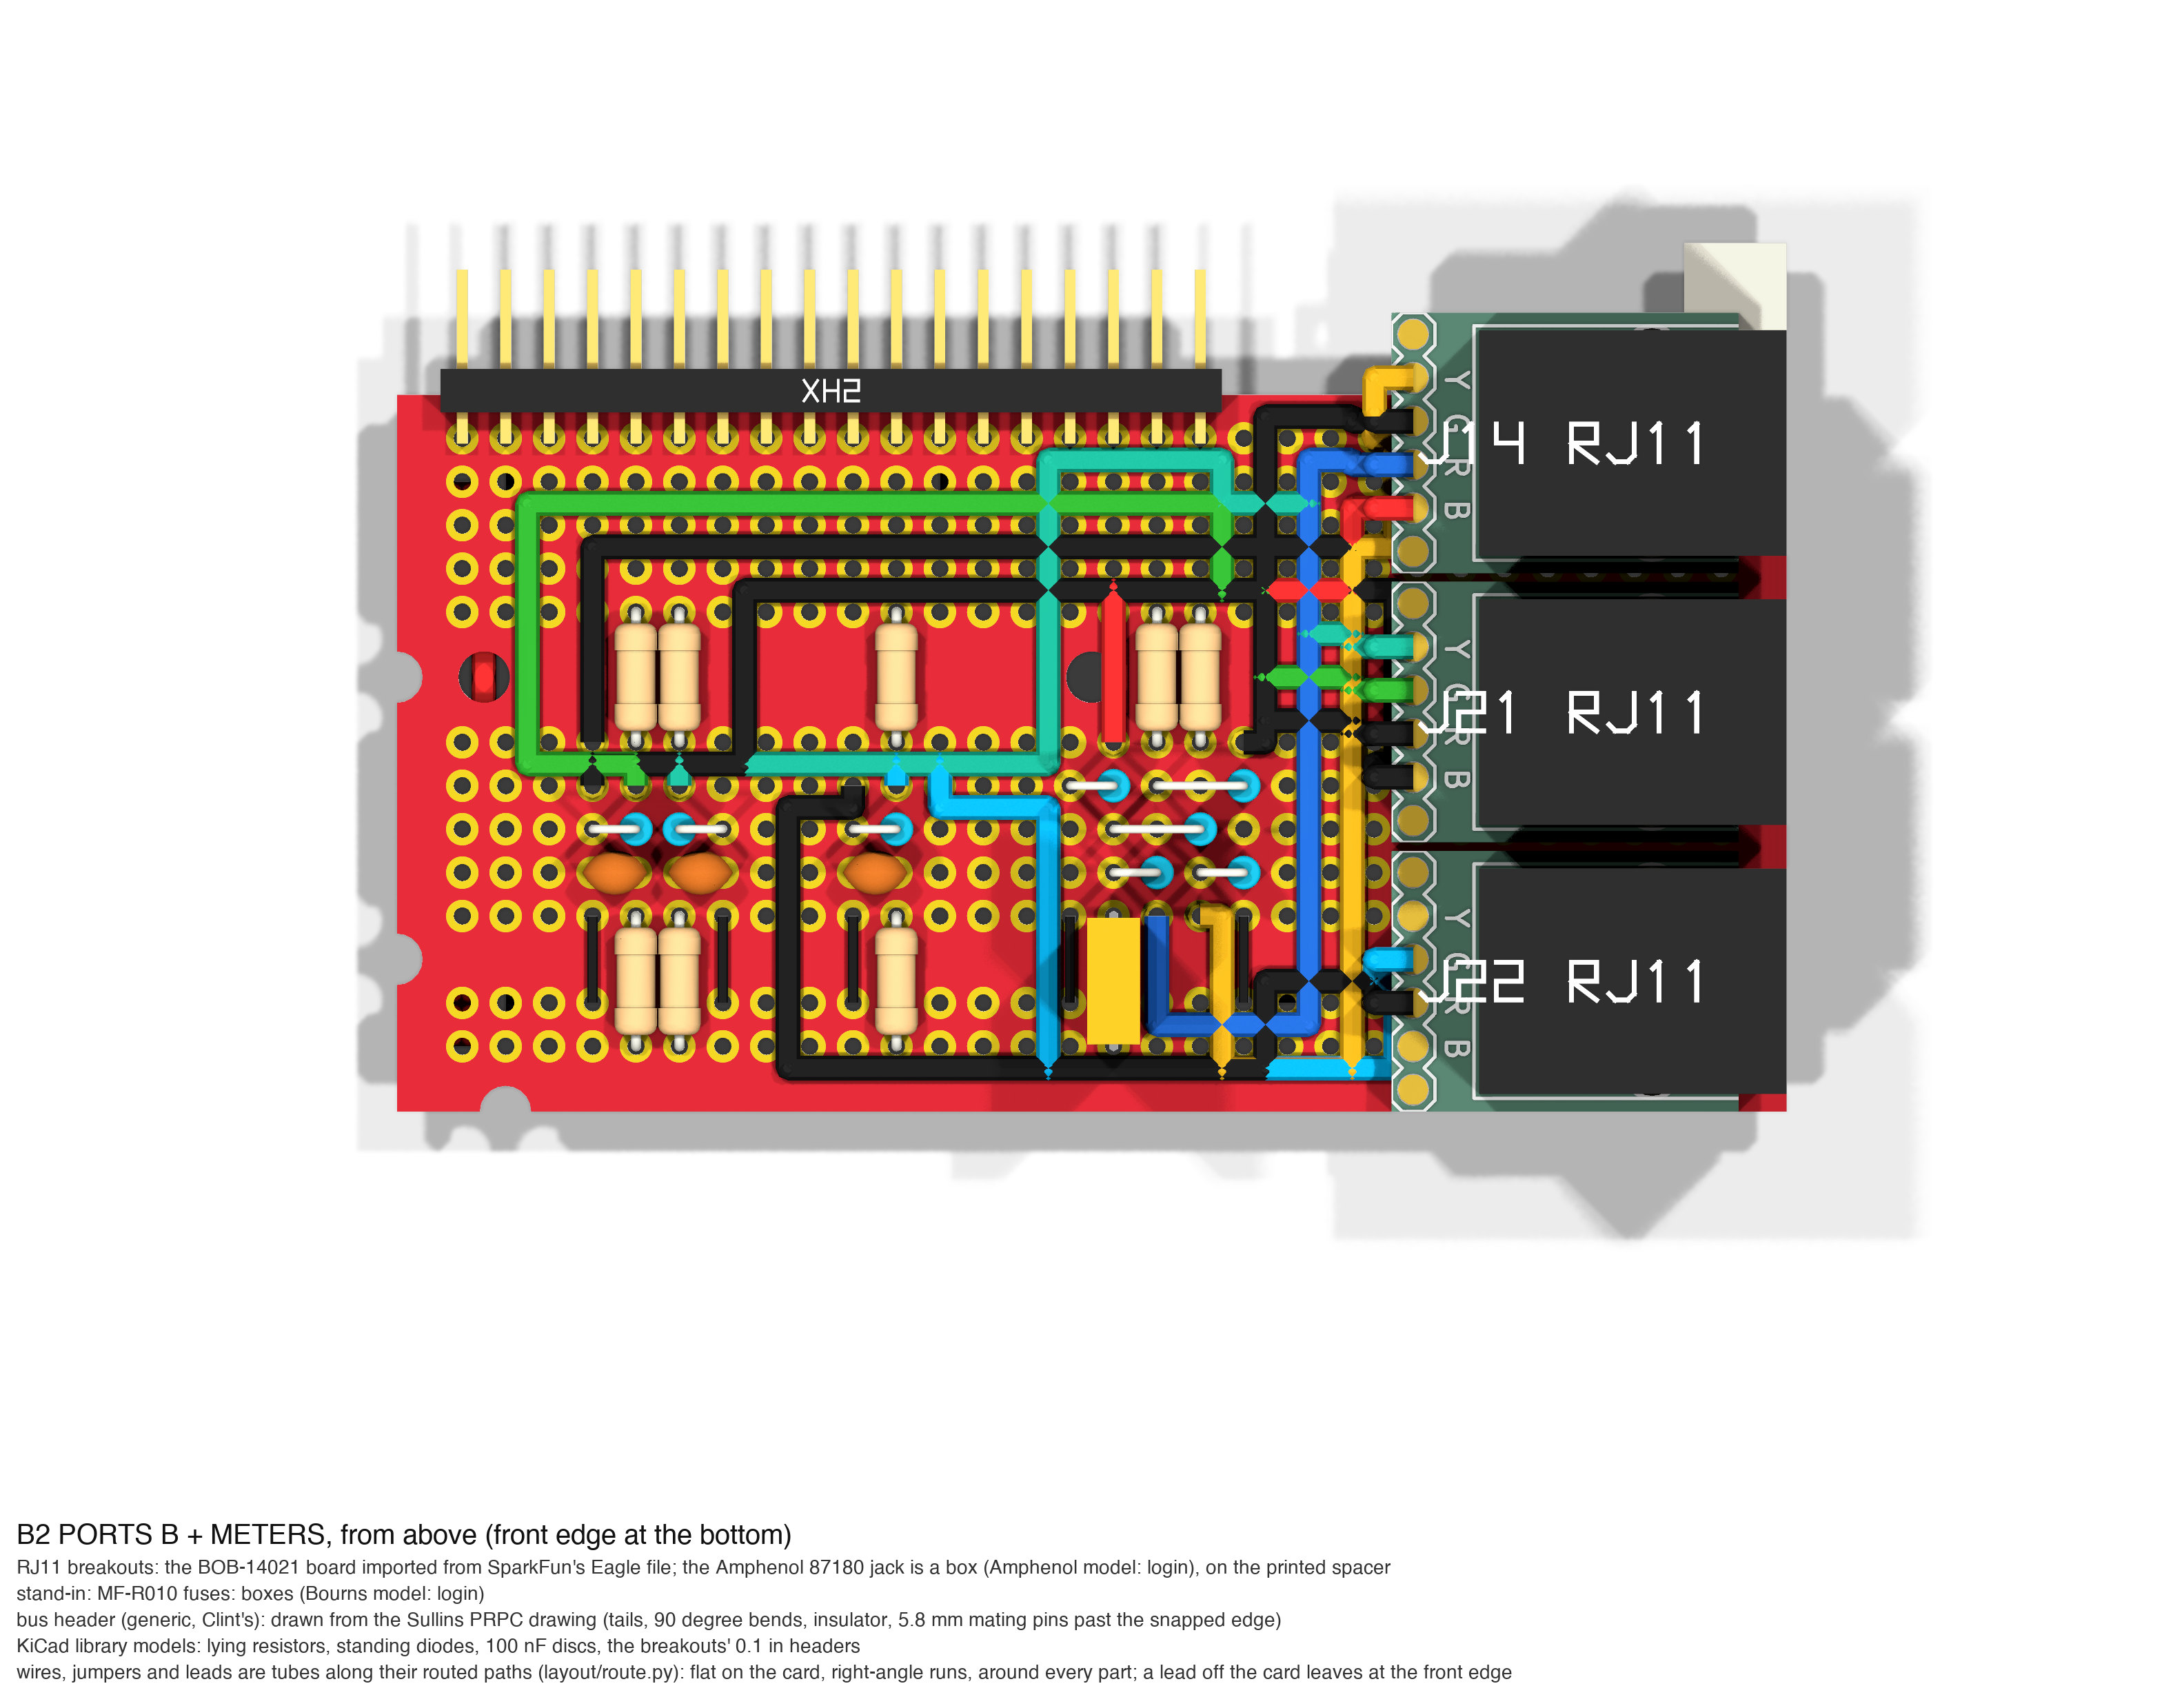 XH2
Y
G
R
B
J14 RJ11
Y
G
R
B
J21 RJ11
Y
G
R
B
J22 RJ11
B2 PORTS B + METERS, from above (front edge at the bottom)
RJ11 breakouts: the BOB-14021 board imported from SparkFun's Eagle file; the Amphenol 87180 jack is a box (Amphenol model: login), on the printed spacer
stand-in: MF-R010 fuses: boxes (Bourns model: login)
bus header (generic, Clint's): drawn from the Sullins PRPC drawing (tails, 90 degree bends, insulator, 5.8 mm mating pins past the snapped edge)
KiCad library models: lying resistors, standing diodes, 100 nF discs, the breakouts' 0.1 in headers
wires, jumpers and leads are tubes along their routed paths (layout/route.py): flat on the card, right-angle runs, around every part; a lead off the card leaves at the front edge